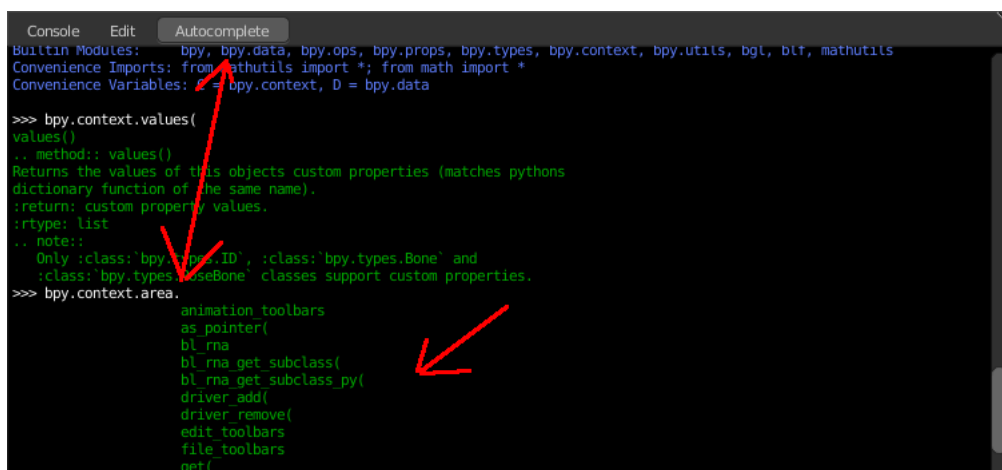 Console Edit Autocomplete
Builtin Modules: bpy, bpy.data, bpy.ops, bpy.props, bpy.types, bpy.context, bpy.utils, bgl, blf, mathutils
Convenience Imports: from mathutils import *; from math import *
Convenience Variables: C = bpy.context, D = bpy.data
>>> bpy.context.values(
values()
.. method:: values()
Returns the values of this objects custom properties (matches pythons
dictionary function of the same name).
:return: custom property values.
:rtype: list
.. note::
Only :class:`bpy.types.ID`, :class:`bpy.types.Bone` and
:class:`bpy.types.PoseBone` classes support custom properties.
>>> bpy.context.area.
animation_toolbars
as_pointer(
bl_rna
bl_rna_get_subclass(
bl_rna_get_subclass_py(
driver_add(
driver_remove(
edit_toolbars
file_toolbars
get(